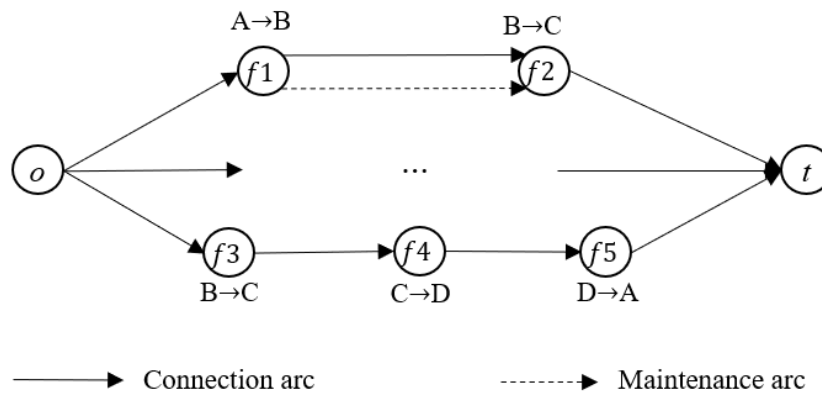 A→B
B→C
f1
f2
o
...
t
f3
f4
f5
B→C
C→D
D→A
Connection arc
Maintenance arc